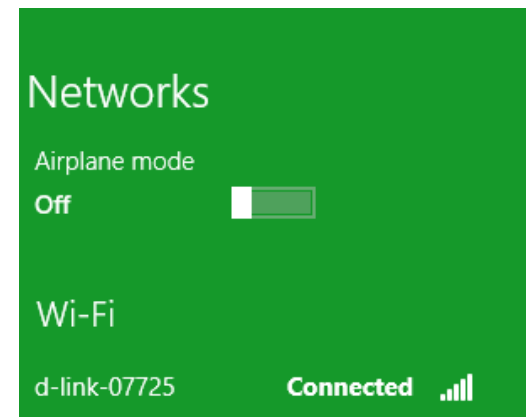 Networks
Airplane mode
Off
Wi-Fi
d-link-07725 Connected